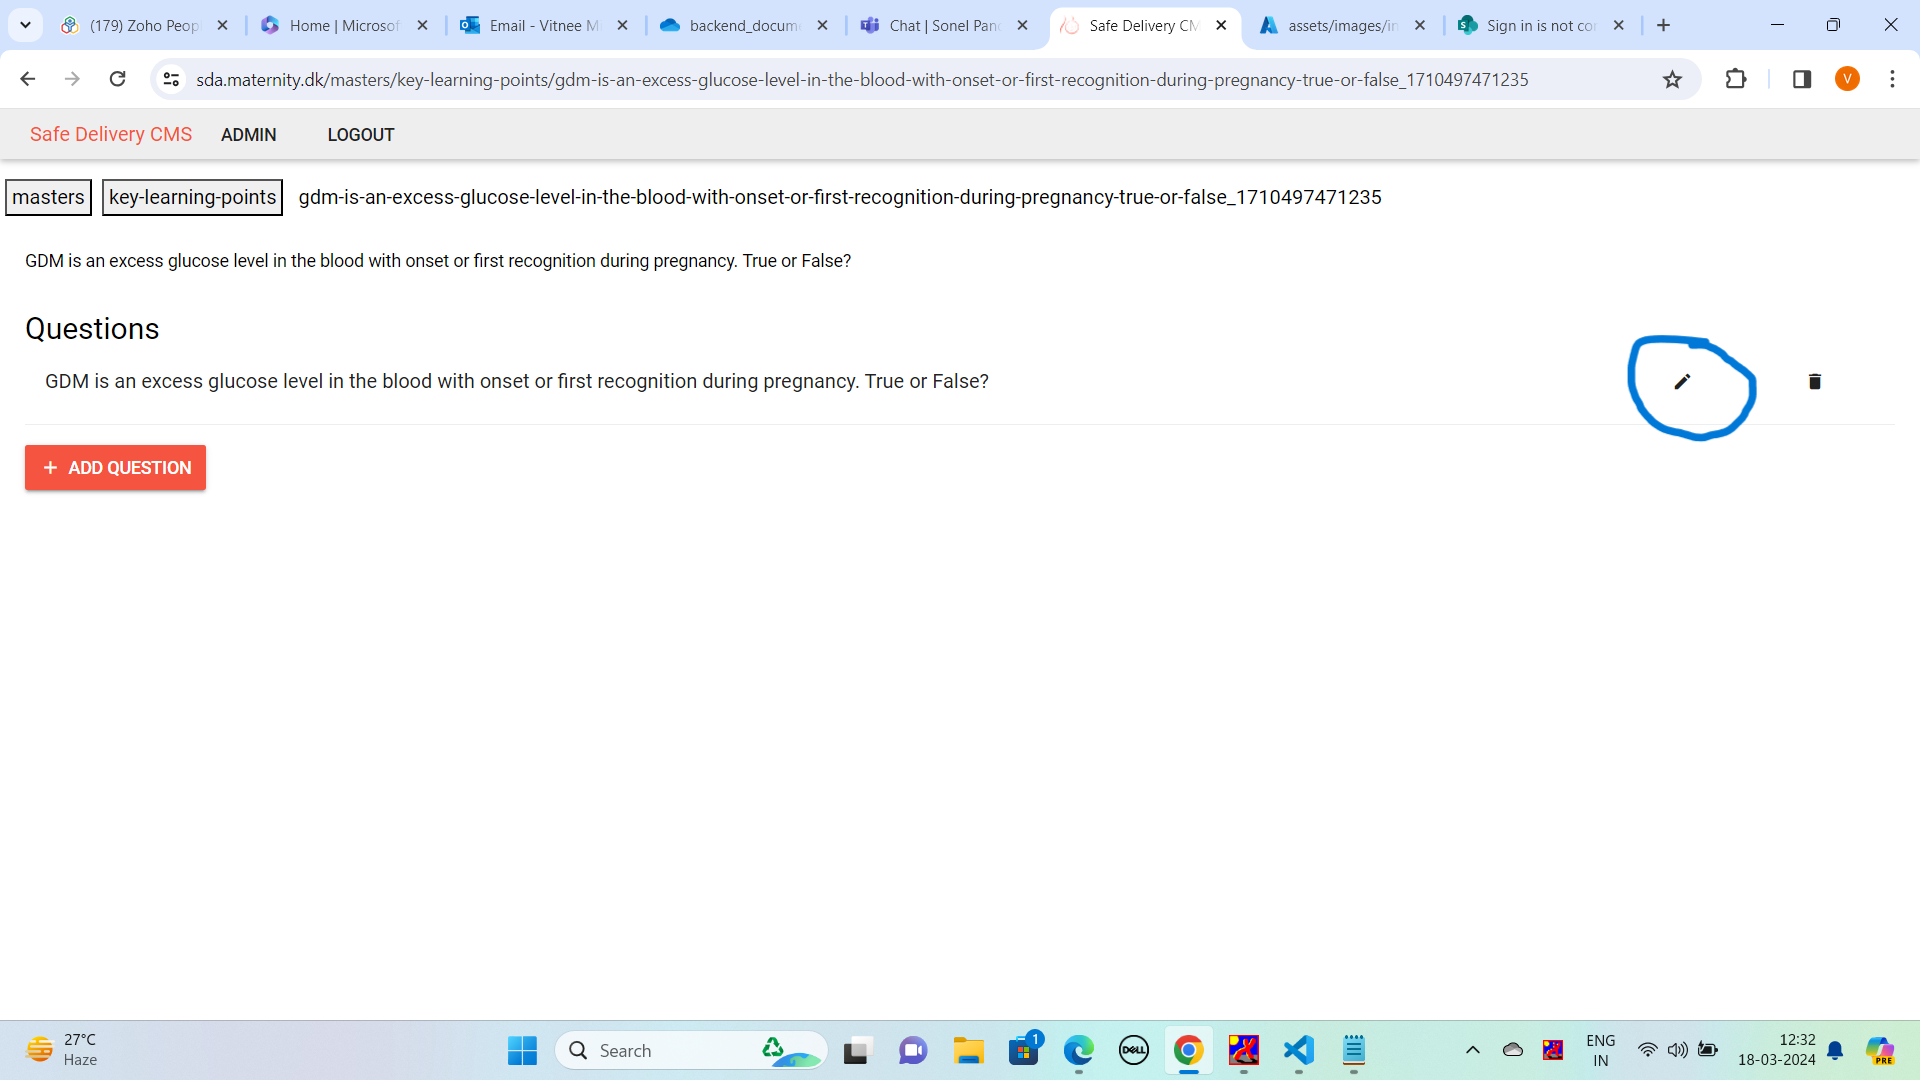 (179) Zoho Peop
Home | Microsof
Email - Vitnee M
backend_docum
Chat | Sonel Pan
Safe Delivery CM
assets/images/in
Sign in is not co
sda.maternity.dk/masters/key-learning-points/gdm-is-an-excess-glucose-level-in-the-blood-with-onset-or-first-recognition-during-pregnancy-true-or-false_1710497471235
V
Safe Delivery CMS ADMIN LOGOUT
masters key-learning-points gdm-is-an-excess-glucose-level-in-the-blood-with-onset-or-first-recognition-during-pregnancy-true-or-false_1710497471235
GDM is an excess glucose level in the blood with onset or first recognition during pregnancy. True or False?
Questions
GDM is an excess glucose level in the blood with onset or first recognition during pregnancy. True or False?
+ ADD QUESTION
27°C
Haze
Search
1
DELL
ENG
IN
12:32
18-03-2024
PRE